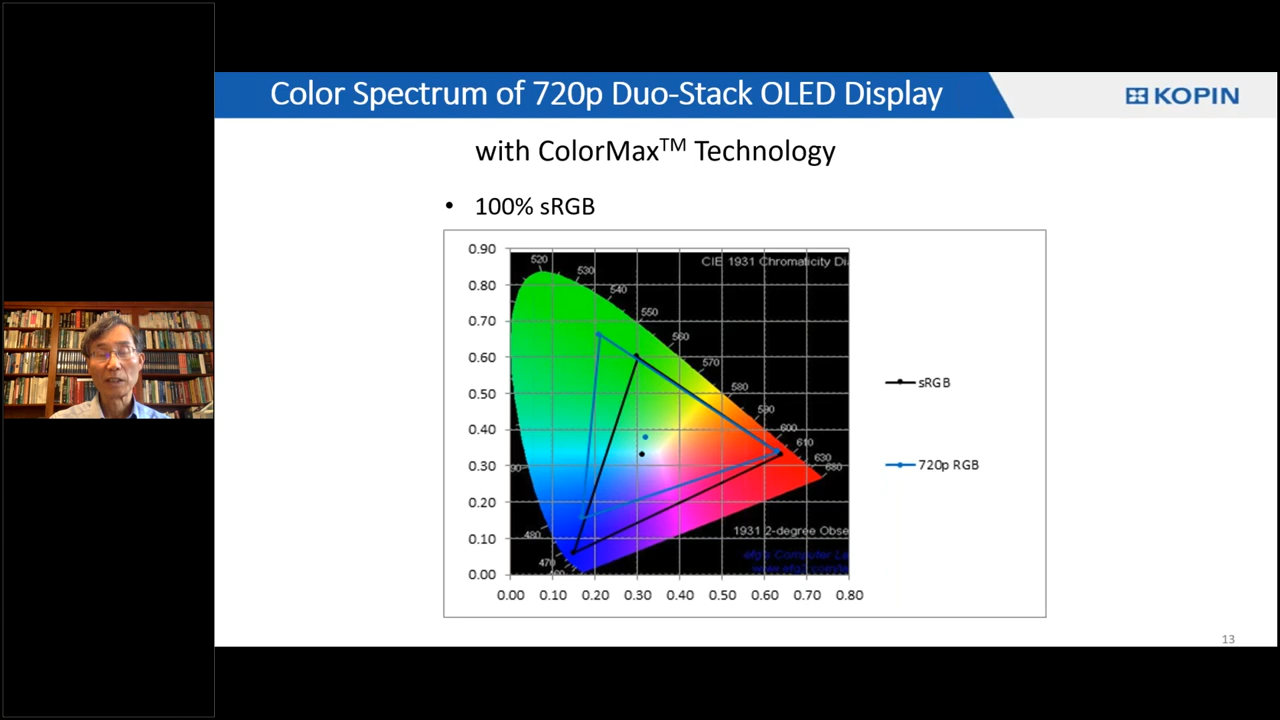 Color Spectrum of 720p Duo-Stack OLED Display
KOPIN
with ColorMax™ Technology
• 100% sRGB
CIE 1931 Chromaticity Di
0.90
0.80
0.70
0.60
0.50
0.40
0.30
0.20
0.10
0.00
0.00 0.10 0.20 0.30 0.40 0.50 0.60 0.70 0.80
520
530
540
550
560
570
580
590
600
610
630
680
90
480
470
1931 2-degree Obse
efg's Computer La
sRGB
720p RGB
13